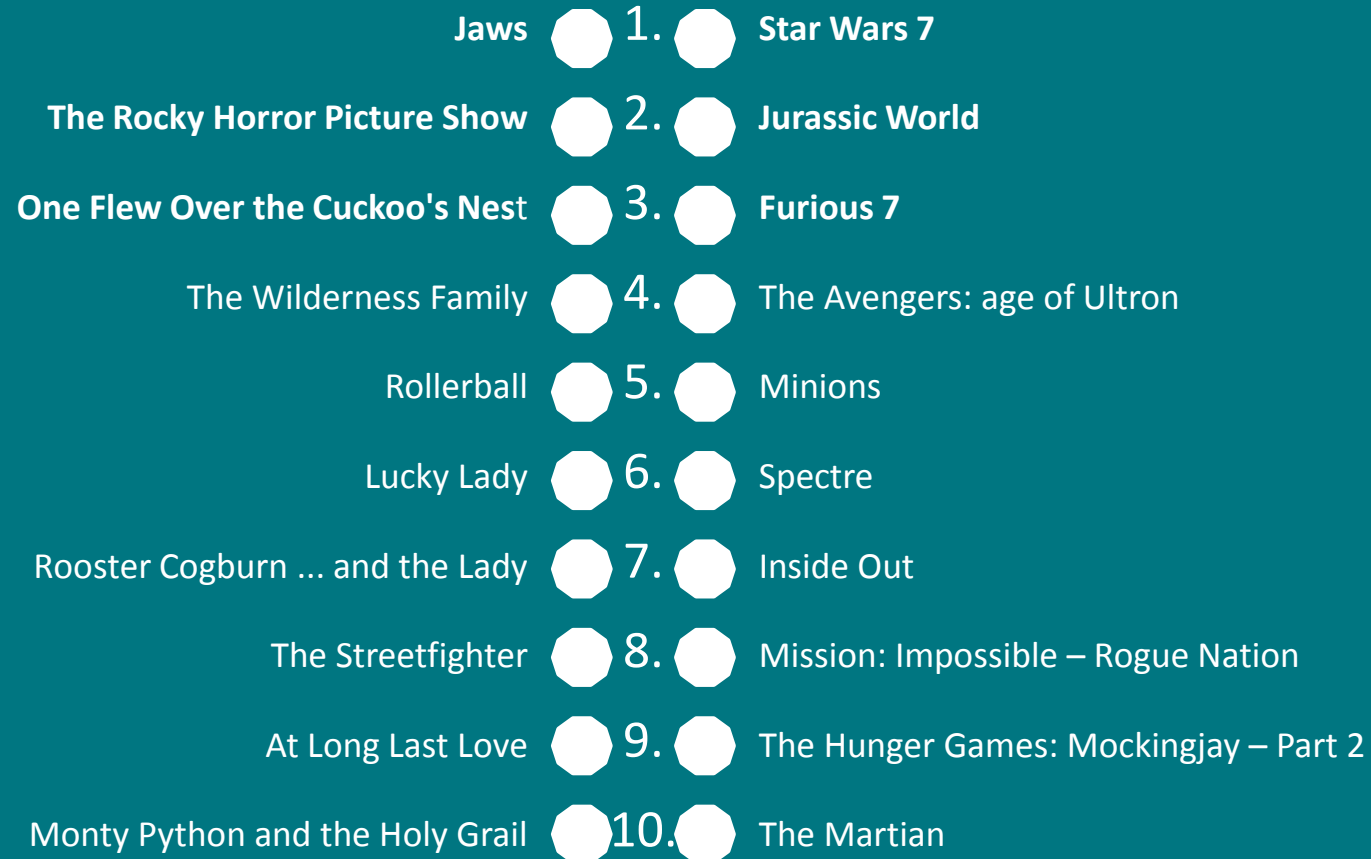 Jaws 1. Star Wars 7
The Rocky Horror Picture Show 2. Jurassic World
One Flew Over the Cuckoo's Nest 3. Furious 7
The Wilderness Family 4. The Avengers: age of Ultron
Rollerball 5. Minions
Lucky Lady 6. Spectre
Rooster Cogburn ... and the Lady 7. Inside Out
The Streetfighter 8. Mission: Impossible – Rogue Nation
At Long Last Love 9. The Hunger Games: Mockingjay – Part 2
Monty Python and the Holy Grail 10. The Martian